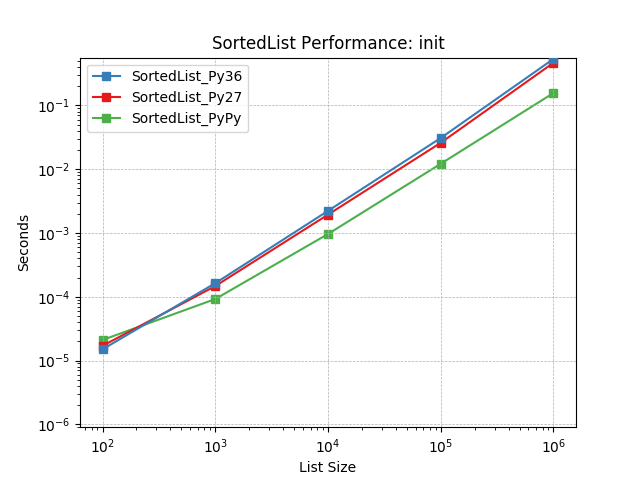 SortedList Performance: init
SortedList_Py36
SortedList_Py27
SortedList_PyPy
Seconds
10⁻¹
10⁻²
10⁻³
10⁻⁴
10⁻⁵
10⁻⁶
10² 10³ 10⁴ 10⁵ 10⁶
List Size